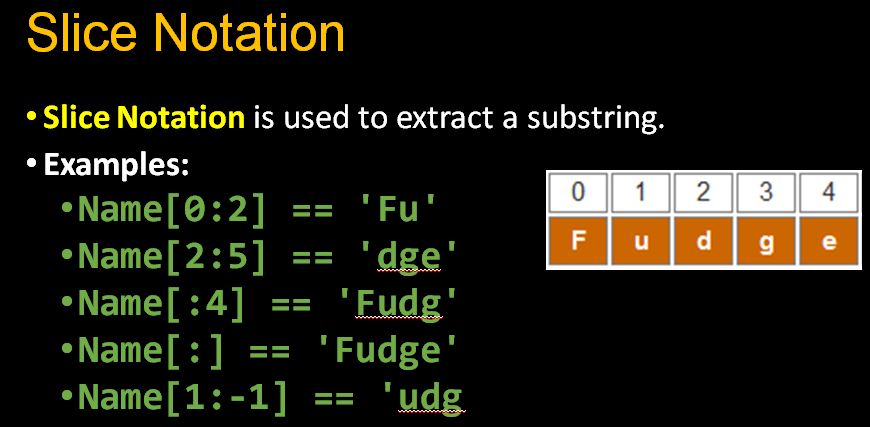 Slice Notation
• Slice Notation is used to extract a substring.
• Examples:
• Name[0:2] == 'Fu'
• Name[2:5] == 'dge'
• Name[:4] == 'Fudg'
• Name[:] == 'Fudge'
• Name[1:-1] == 'udg
0 1 2 3 4
F u d g e